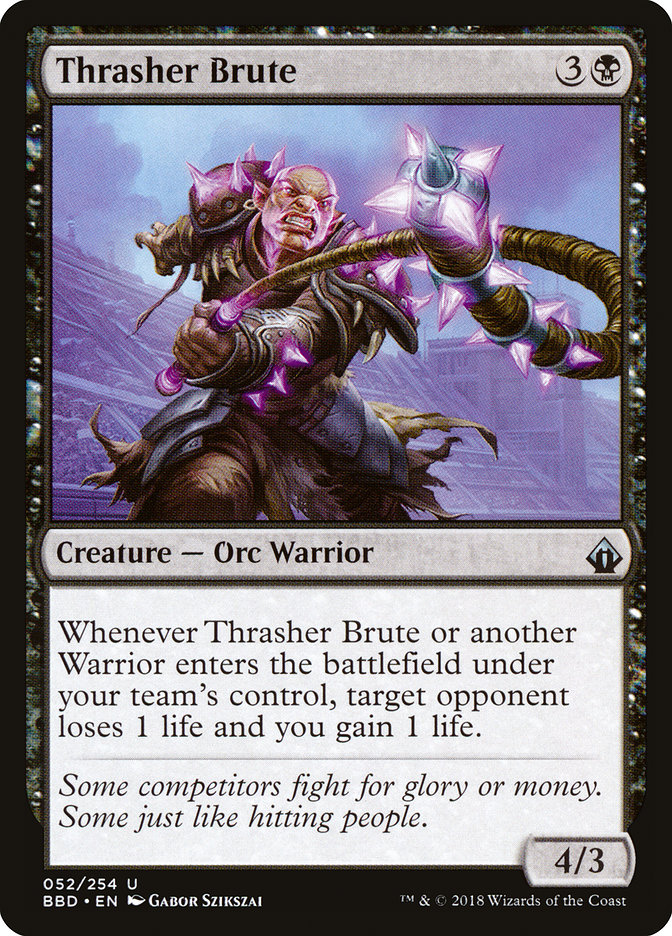 Thrasher Brute 3
Creature — Orc Warrior
Whenever Thrasher Brute or another
Warrior enters the battlefield under
your team's control, target opponent
loses 1 life and you gain 1 life.
Some competitors fight for glory or money.
Some just like hitting people.
4/3
052/254 U
BBD • EN Gabor Szikszai
™ & © 2018 Wizards of the Coast